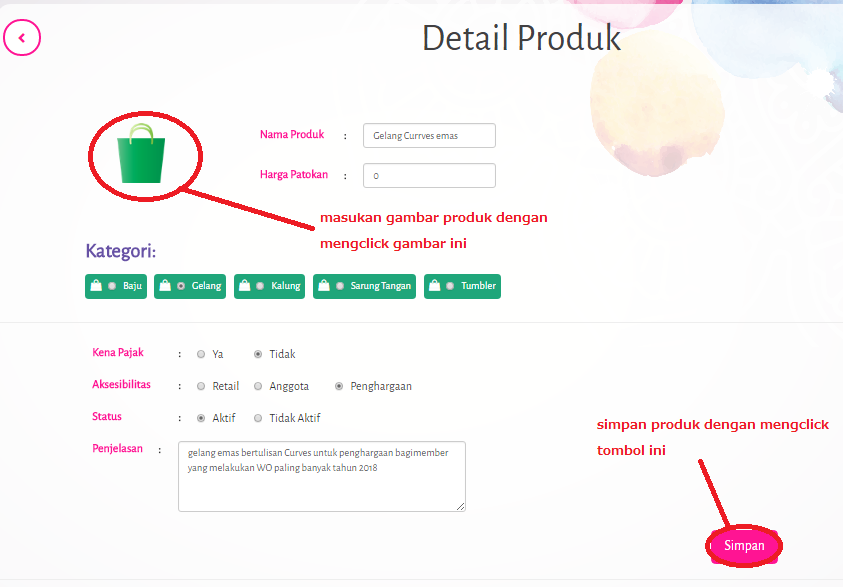 Detail Produk
Nama Produk : Gelang Currves emas
Harga Patokan : 0
masukan gambar produk dengan
mengclick gambar ini
Kategori:
Baju Gelang Kalung Sarung Tangan Tumbler
Kena Pajak : Ya Tidak
Aksesibilitas : Retail Anggota Penghargaan
Status : Aktif Tidak Aktif
simpan produk dengan mengclick
tombol ini
Penjelasan : gelang emas bertulisan Curves untuk penghargaan bagimember
yang melakukan WO paling banyak tahun 2018
Simpan